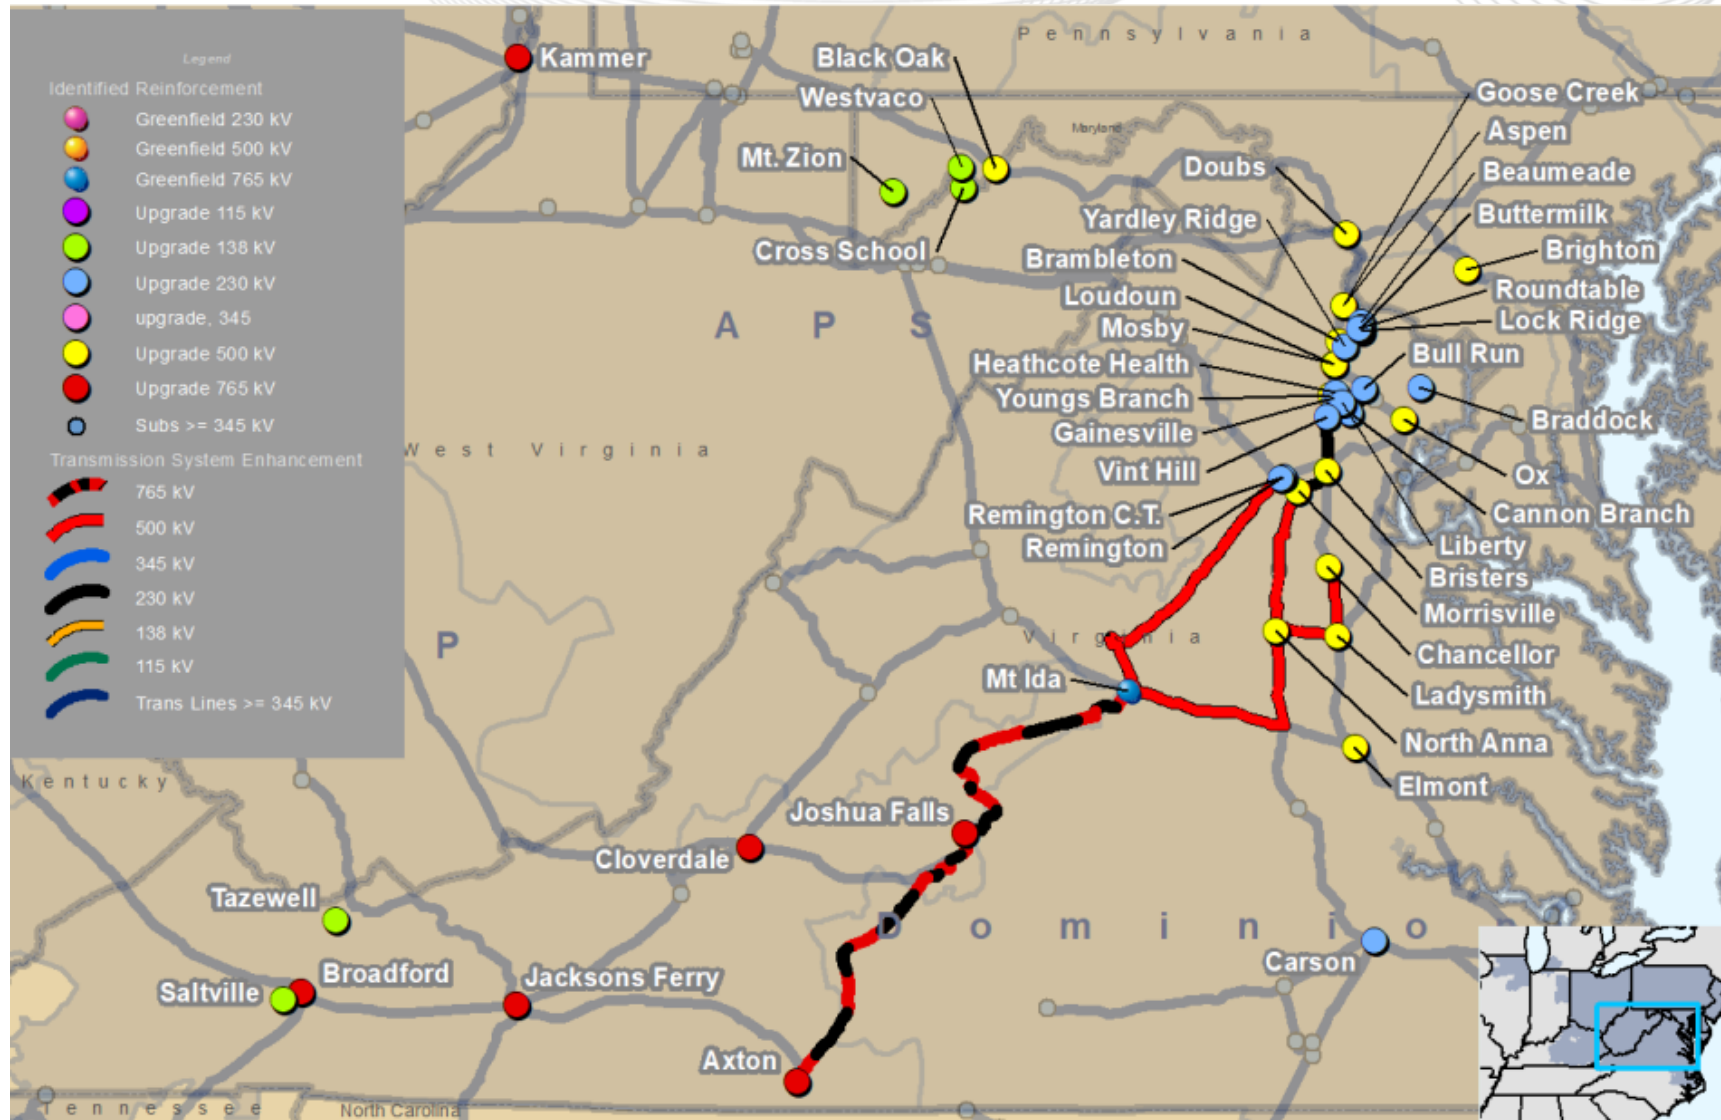 Legend
Identified Reinforcement
Greenfield 230 kV
Greenfield 500 kV
Greenfield 765 kV
Upgrade 115 kV
Upgrade 138 kV
Upgrade 230 kV
upgrade, 345
Upgrade 500 kV
Upgrade 765 kV
Subs >= 345 kV
Transmission System Enhancement
765 kV
500 kV
345 kV
230 kV
138 kV
115 kV
Trans Lines >= 345 kV
Pennsylvania
Kammer
Black Oak
Westvaco
Goose Creek
Maryland
Aspen
Mt. Zion
Doubs
Beaumeade
Yardley Ridge
Buttermilk
Cross School
Brambleton
Brighton
Loudoun
Roundtable
A P S
Mosby
Lock Ridge
Heathcote Health
Bull Run
Youngs Branch
Braddock
Gainesville
West Virginia
Vint Hill
Ox
Remington C.T.
Cannon Branch
Remington
Liberty
Bristers
Morrisville
P
Virginia
Chancellor
Mt Ida
Ladysmith
North Anna
Kentucky
Elmont
Joshua Falls
Cloverdale
Tazewell
Dominio
Carson
Broadford
Jacksons Ferry
Saltville
Axton
Tennessee
North Carolina